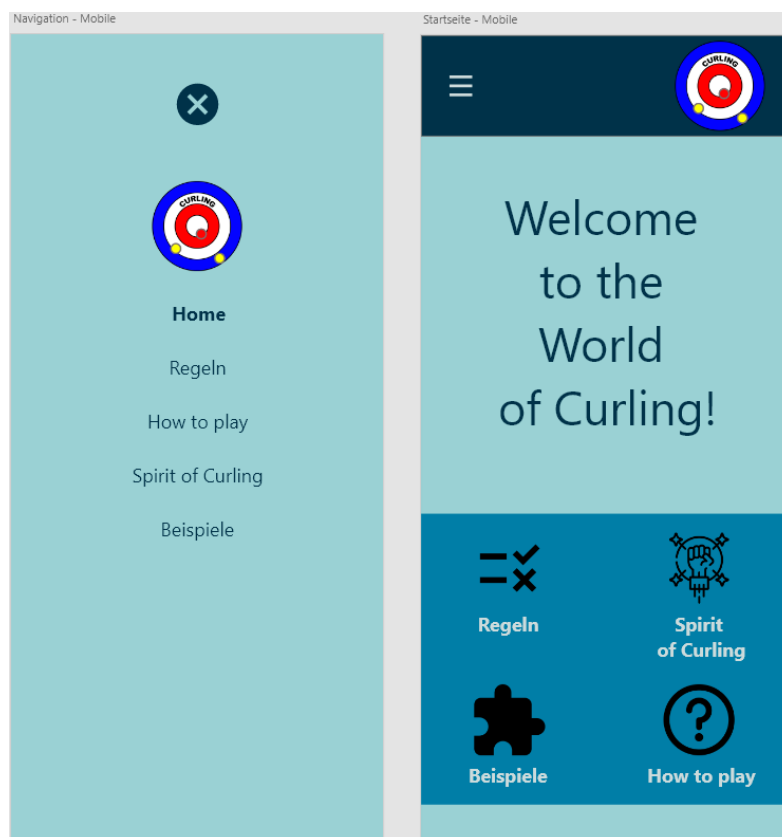 Navigation - Mobile
CURLING
Home
Regeln
How to play
Spirit of Curling
Beispiele
Startseite - Mobile
CURLING
Welcome
to the
World
of Curling!
Regeln
Spirit
of Curling
Beispiele
How to play